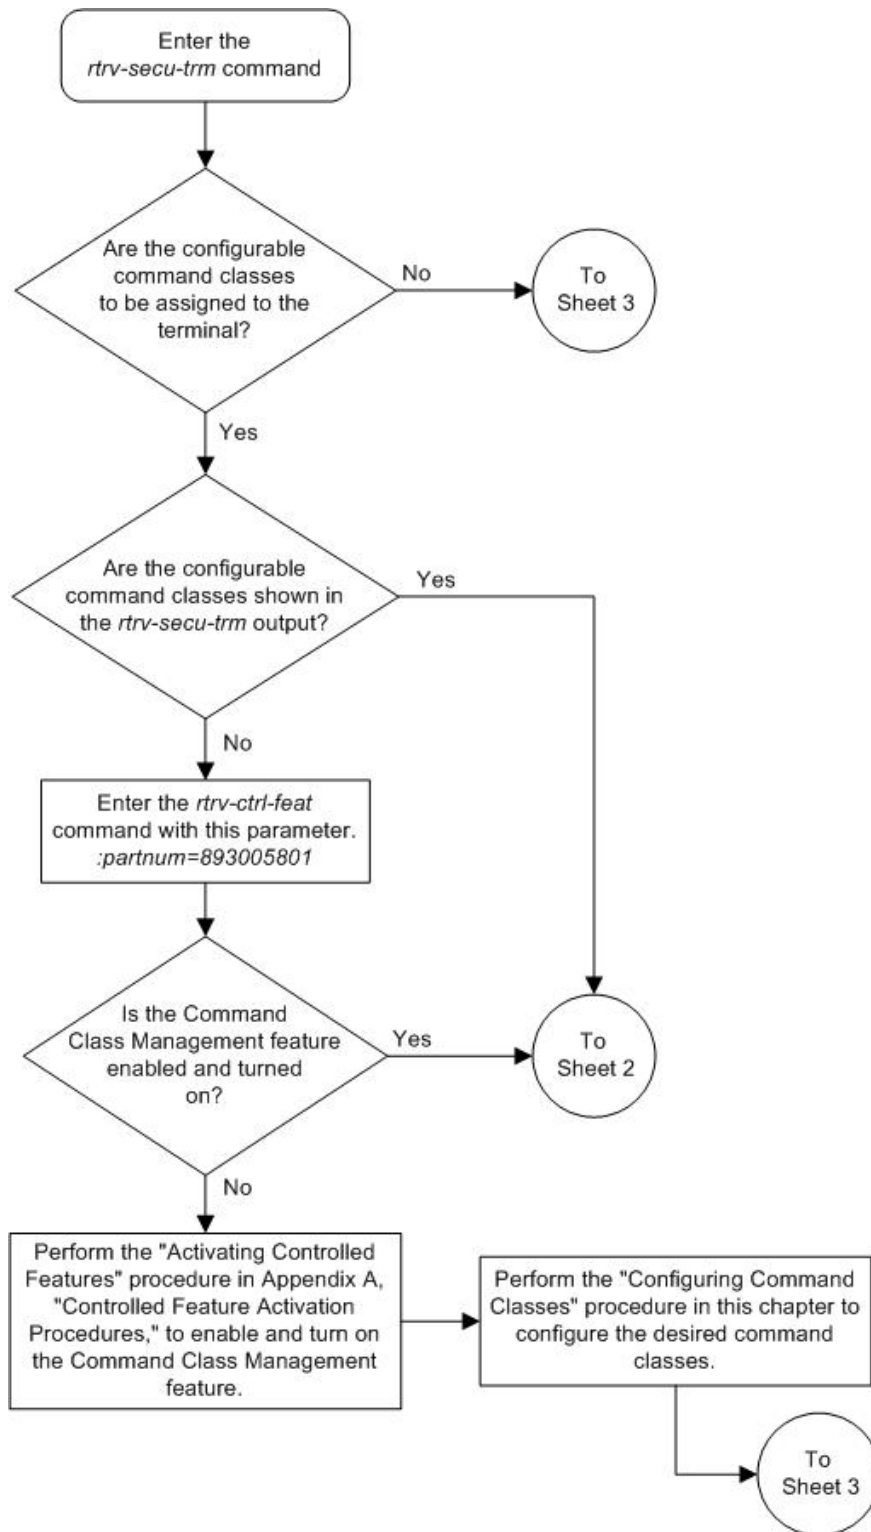 Enter the
rtrv-secu-trm command
Are the configurable
command classes
to be assigned to the
terminal?
No
To
Sheet 3
Yes
Are the configurable
command classes shown in
the rtrv-secu-trm output?
Yes
No
Enter the rtrv-ctrl-feat
command with this parameter.
:partnum=893005801
Is the Command
Class Management feature
enabled and turned
on?
Yes
To
Sheet 2
No
Perform the "Activating Controlled
Features" procedure in Appendix A,
"Controlled Feature Activation
Procedures," to enable and turn on
the Command Class Management
feature.
Perform the "Configuring Command
Classes" procedure in this chapter to
configure the desired command
classes.
To
Sheet 3